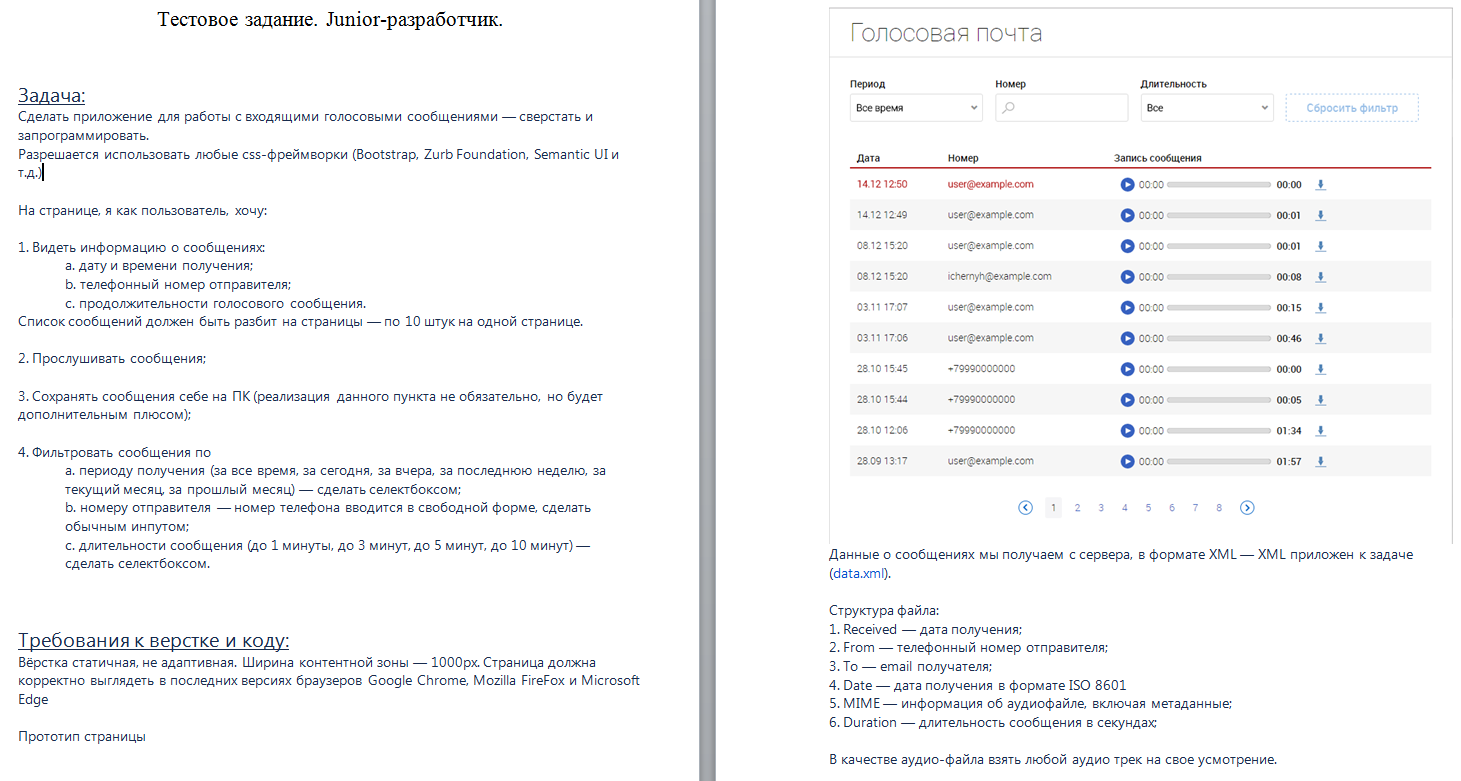 Тестовое задание. Junior-разработчик.
Задача:
Сделать приложение для работы с входящими голосовыми сообщениями — сверстать и
запрограммировать.
Разрешается использовать любые css-фреймворки (Bootstrap, Zurb Foundation, Semantic UI и
т.д.)
На странице, я как пользователь, хочу:
1. Видеть информацию о сообщениях:
a. дату и времени получения;
b. телефонный номер отправителя;
c. продолжительности голосового сообщения.
Список сообщений должен быть разбит на страницы — по 10 штук на одной странице.
2. Прослушивать сообщения;
3. Сохранять сообщения себе на ПК (реализация данного пункта не обязательно, но будет
дополнительным плюсом);
4. Фильтровать сообщения по
a. периоду получения (за все время, за сегодня, за вчера, за последнюю неделю, за
текущий месяц, за прошлый месяц) — сделать селектбоксом;
b. номеру отправителя — номер телефона вводится в свободной форме, сделать
обычным инпутом;
c. длительности сообщения (до 1 минуты, до 3 минут, до 5 минут, до 10 минут) —
сделать селектбоксом.
Требования к верстке и коду:
Вёрстка статичная, не адаптивная. Ширина контентной зоны — 1000px. Страница должна
корректно выглядеть в последних версиях браузеров Google Chrome, Mozilla FireFox и Microsoft
Edge
Прототип страницы
Голосовая почта
Период Номер Длительность
Все время Все Сбросить фильтр
Дата Номер Запись сообщения
14.12 12:50 user@example.com 00:00 00:00
14.12 12:49 user@example.com 00:00 00:01
08.12 15:20 user@example.com 00:00 00:01
08.12 15:20 ichernyh@example.com 00:00 00:08
03.11 17:07 user@example.com 00:00 00:15
03.11 17:06 user@example.com 00:00 00:46
28.10 15:45 +79990000000 00:00 00:00
28.10 15:44 +79990000000 00:00 00:05
28.10 12:06 +79990000000 00:00 01:34
28.09 13:17 user@example.com 00:00 01:57
1 2 3 4 5 6 7 8
Данные о сообщениях мы получаем с сервера, в формате XML — XML приложен к задаче
(data.xml).
Структура файла:
1. Received — дата получения;
2. From — телефонный номер отправителя;
3. To — email получателя;
4. Date — дата получения в формате ISO 8601
5. MIME — информация об аудиофайле, включая метаданные;
6. Duration — длительность сообщения в секундах;
В качестве аудио-файла взять любой аудио трек на свое усмотрение.